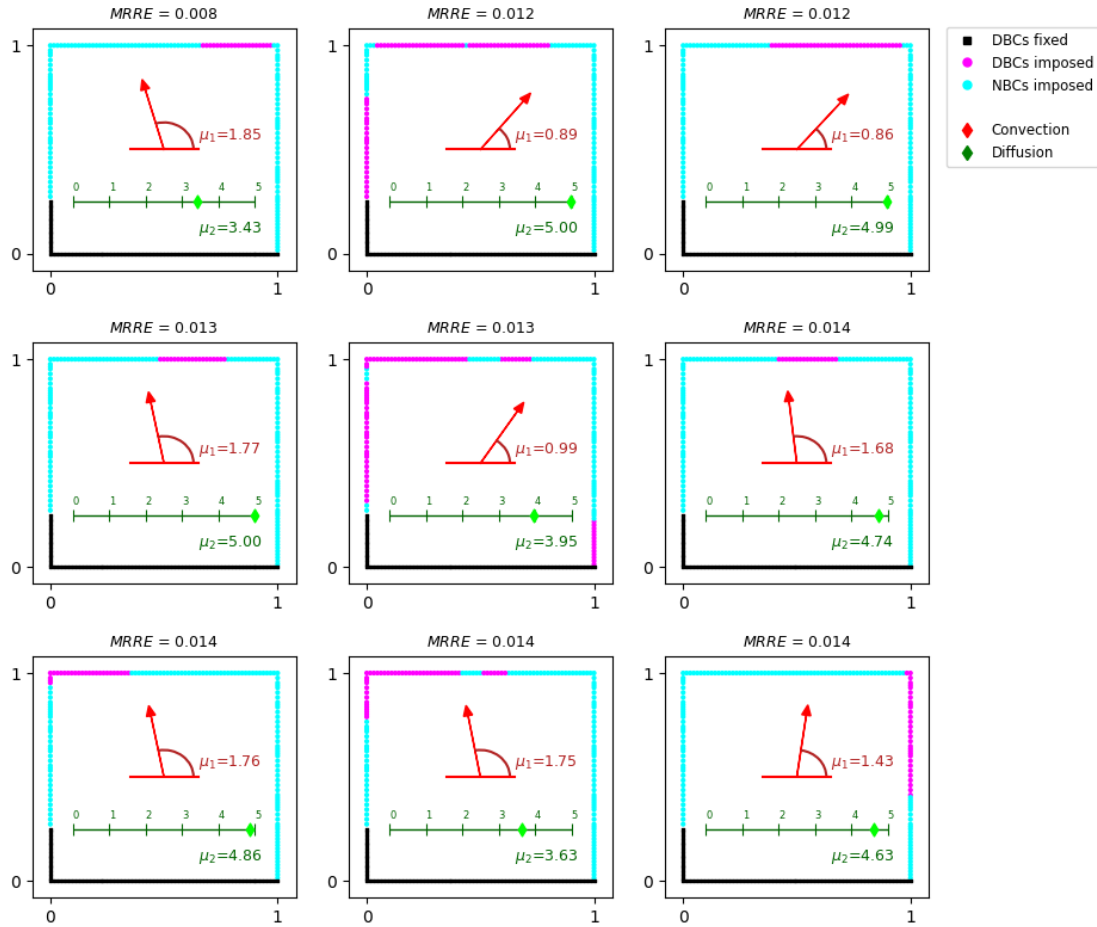 MRRE = 0.008
MRRE = 0.012
MRRE = 0.012
1
μ1=1.85
0 1 2 3 4 5
μ2=3.43
0
0 1
1
μ1=0.89
0 1 2 3 4 5
μ2=5.00
0
0 1
1
μ1=0.86
0 1 2 3 4 5
μ2=4.99
0
0 1
DBCs fixed
DBCs imposed
NBCs imposed
Convection
Diffusion
MRRE = 0.013
MRRE = 0.013
MRRE = 0.014
1
μ1=1.77
0 1 2 3 4 5
μ2=5.00
0
0 1
1
μ1=0.99
0 1 2 3 4 5
μ2=3.95
0
0 1
1
μ1=1.68
0 1 2 3 4 5
μ2=4.74
0
0 1
MRRE = 0.014
MRRE = 0.014
MRRE = 0.014
1
μ1=1.76
0 1 2 3 4 5
μ2=4.86
0
0 1
1
μ1=1.75
0 1 2 3 4 5
μ2=3.63
0
0 1
1
μ1=1.43
0 1 2 3 4 5
μ2=4.63
0
0 1